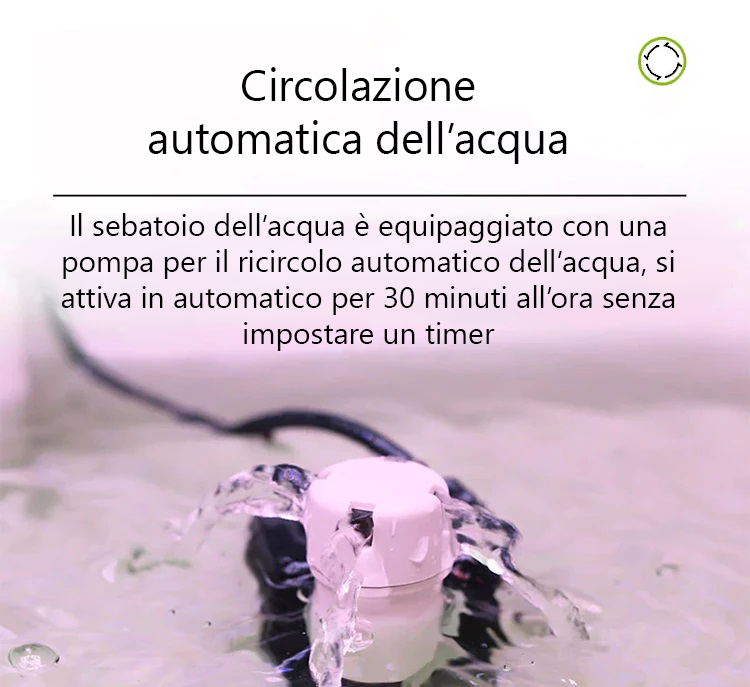 Circolazione
automatica dell’acqua
Il sebatoio dell’acqua è equipaggiato con una
pompa per il ricircolo automatico dell’acqua, si
attiva in automatico per 30 minuti all’ora senza
impostare un timer